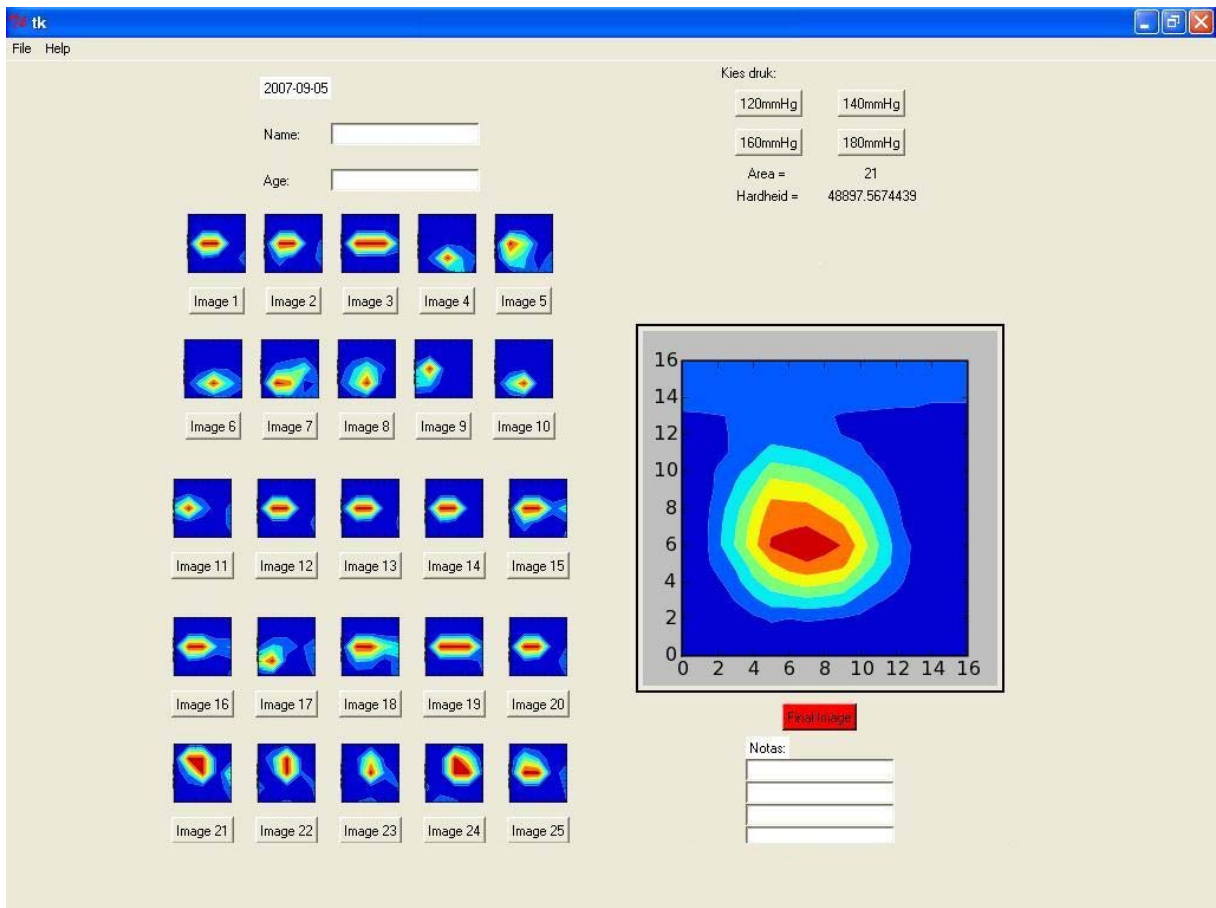 tk
File Help
2007-09-05
Name:
Age:
Image 1 Image 2 Image 3 Image 4 Image 5
Image 6 Image 7 Image 8 Image 9 Image 10
Image 11 Image 12 Image 13 Image 14 Image 15
Image 16 Image 17 Image 18 Image 19 Image 20
Image 21 Image 22 Image 23 Image 24 Image 25
Kies druk:
120mmHg 140mmHg
160mmHg 180mmHg
Area = 21
Hardheid = 48897.5674439
16
14
12
10
8
6
4
2
0
0 2 4 6 8 10 12 14 16
Final Image
Notas: